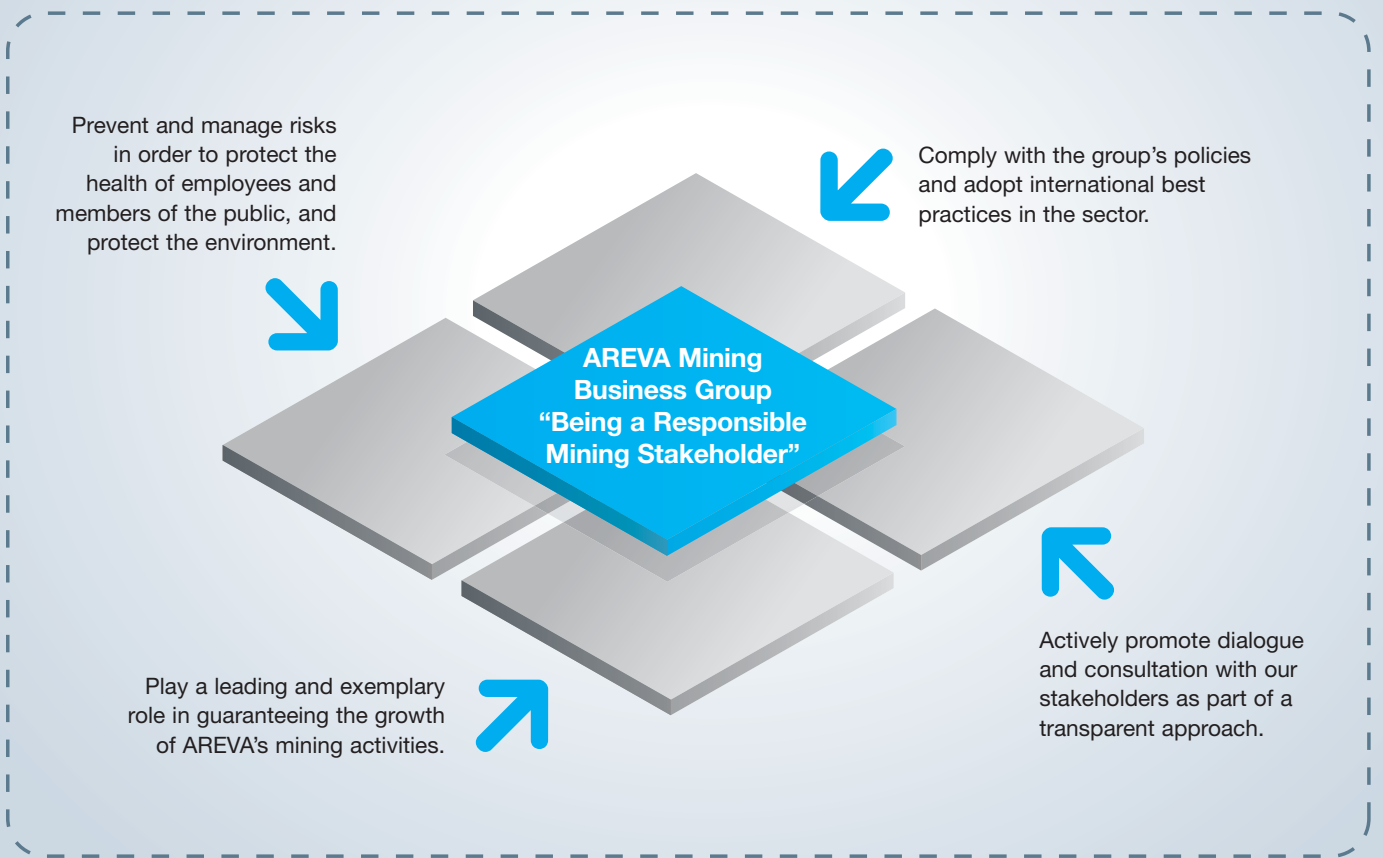 Prevent and manage risks
in order to protect the
health of employees and
members of the public, and
protect the environment.
Comply with the group’s policies
and adopt international best
practices in the sector.
AREVA Mining
Business Group
“Being a Responsible
Mining Stakeholder”
Play a leading and exemplary
role in guaranteeing the growth
of AREVA’s mining activities.
Actively promote dialogue
and consultation with our
stakeholders as part of a
transparent approach.